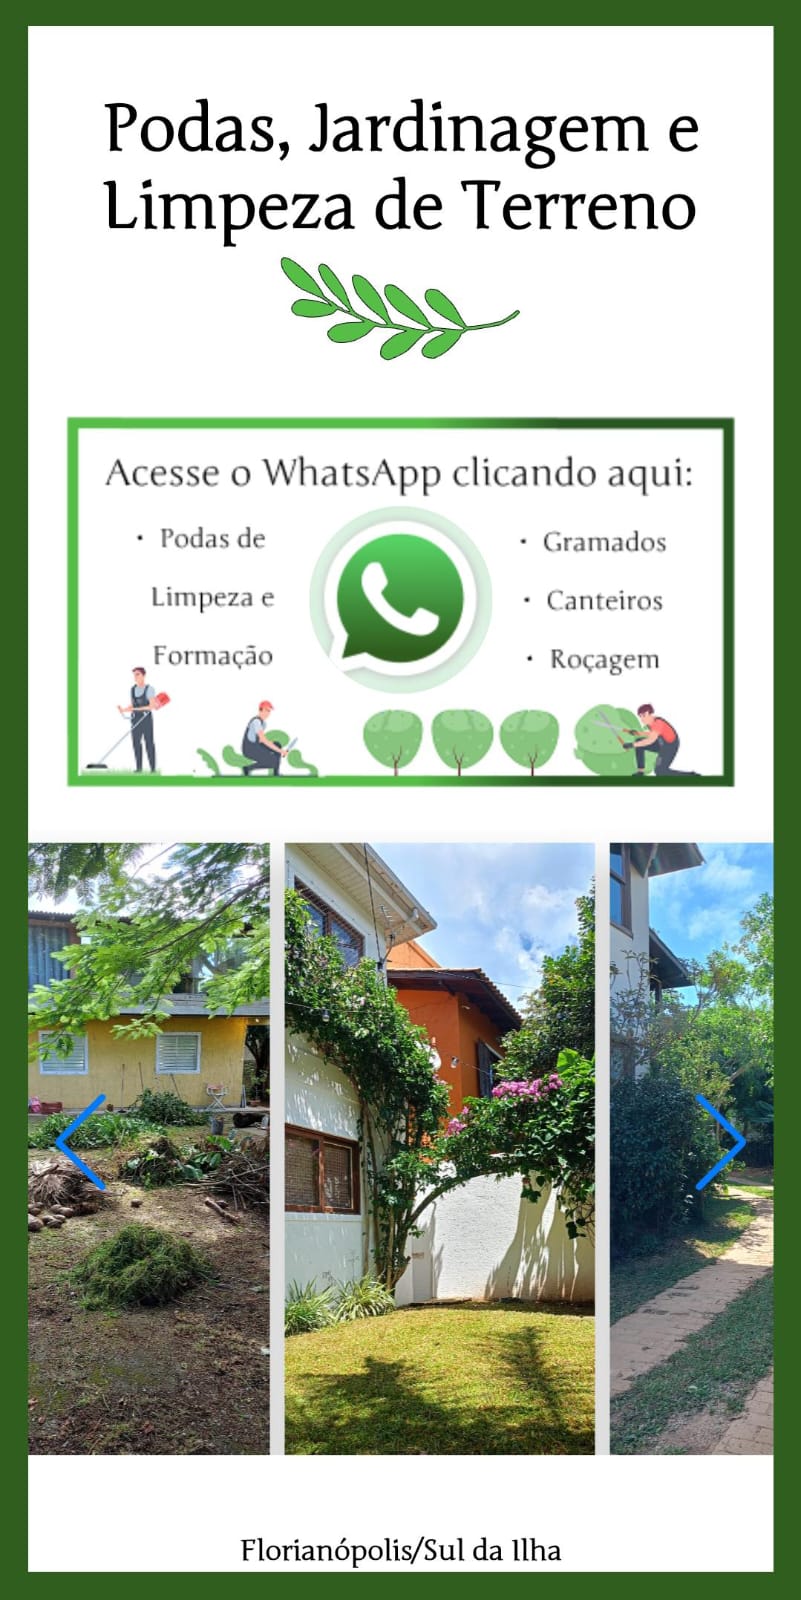 Podas, Jardinagem e
Limpeza de Terreno
Acesse o WhatsApp clicando aqui:
• Podas de
Limpeza e
Formação
• Gramados
• Canteiros
• Roçagem
Florianópolis/Sul da Ilha